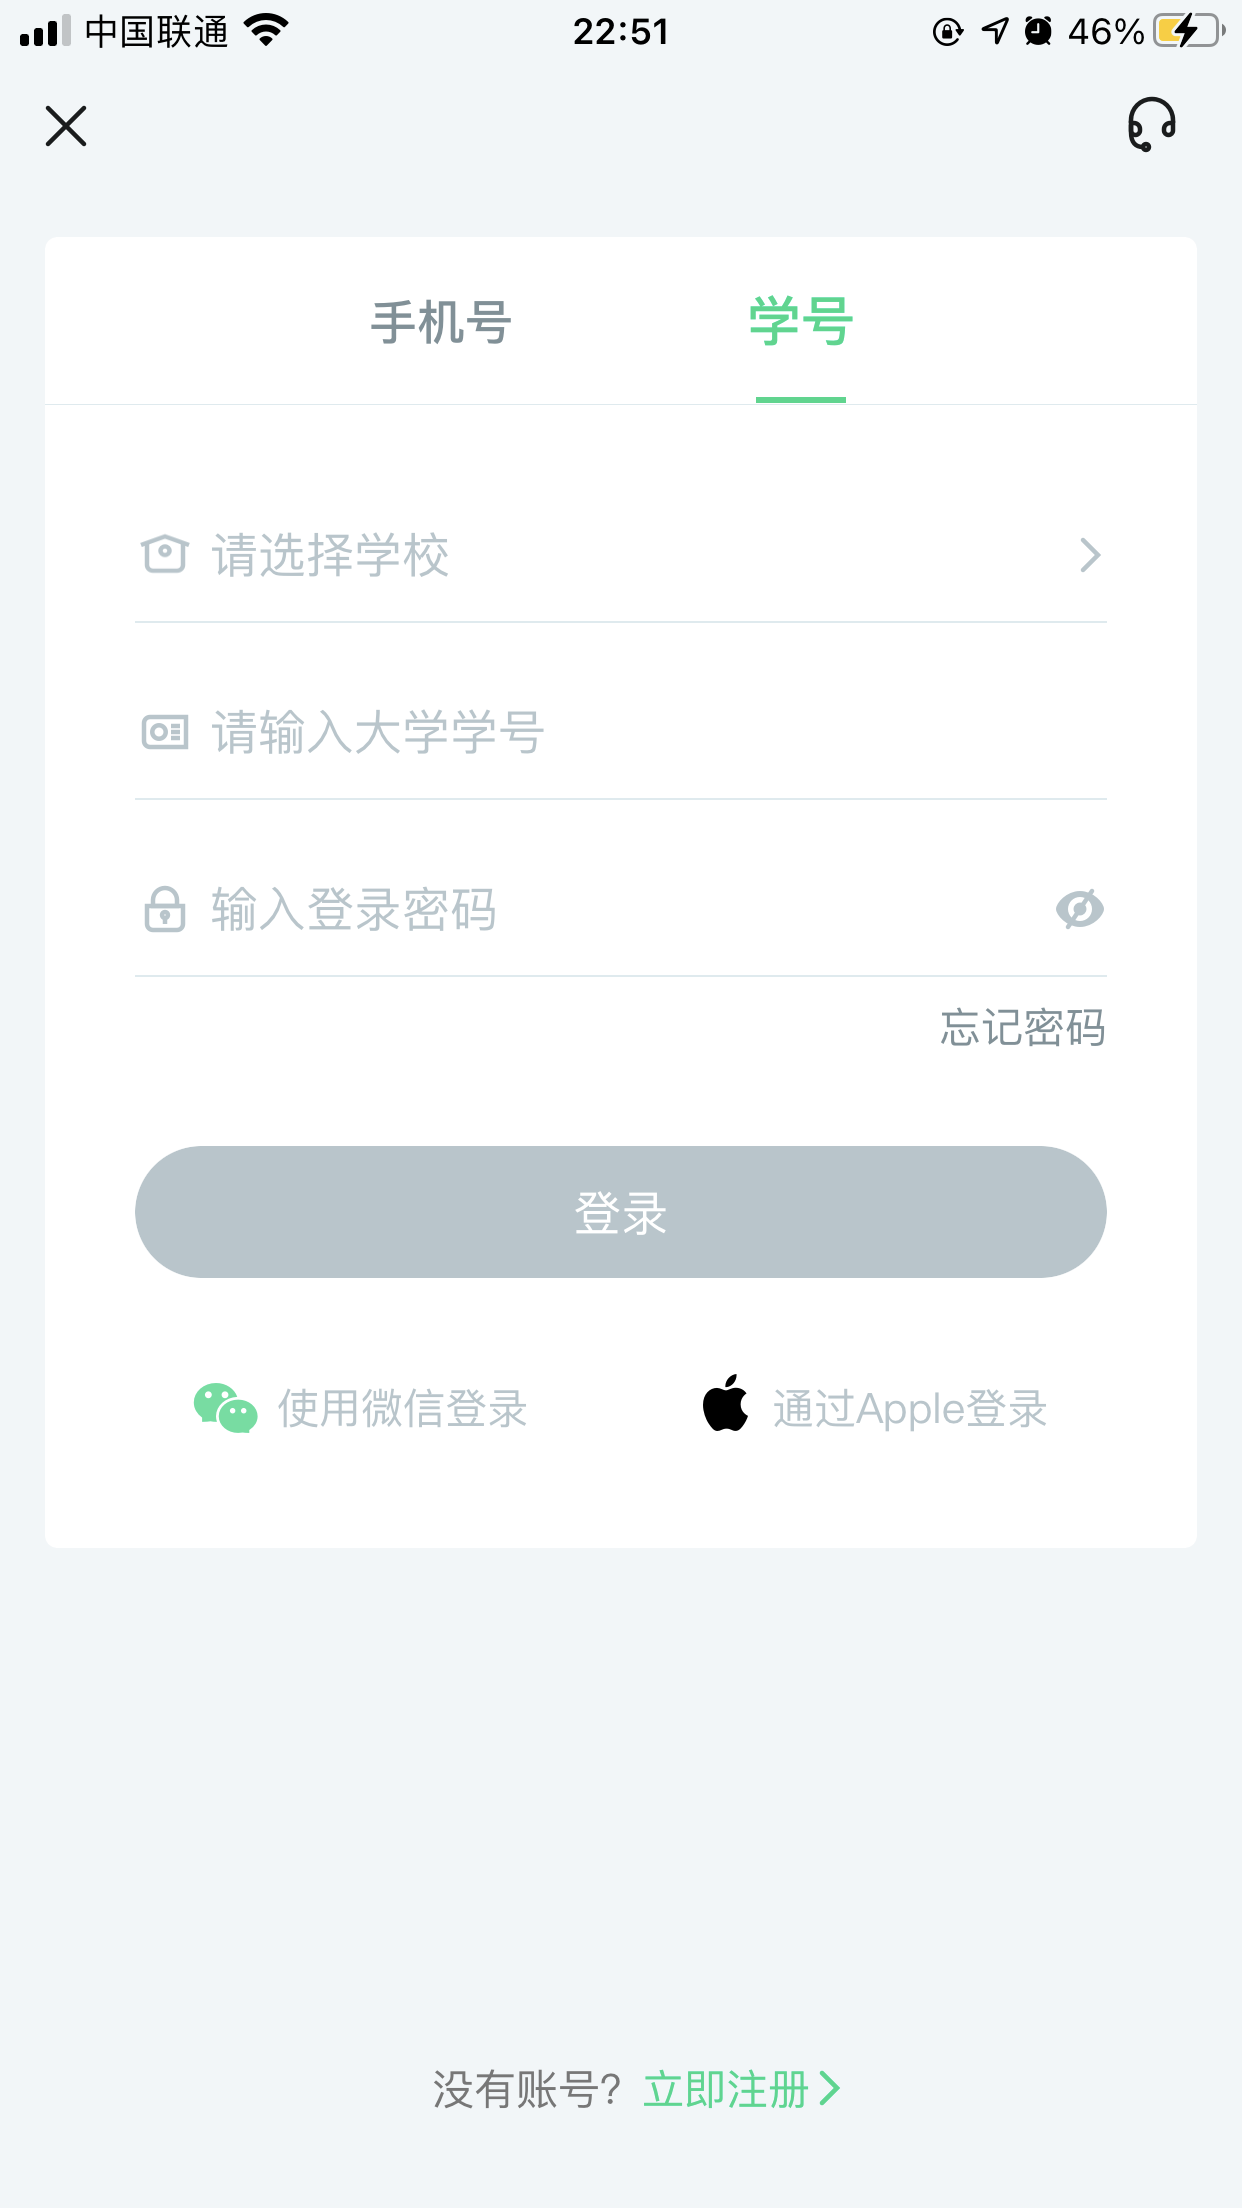 中国联通 22:51 46%
手机号 学号
请选择学校
请输入大学学号
输入登录密码
忘记密码
登录
使用微信登录 通过Apple登录
没有账号? 立即注册